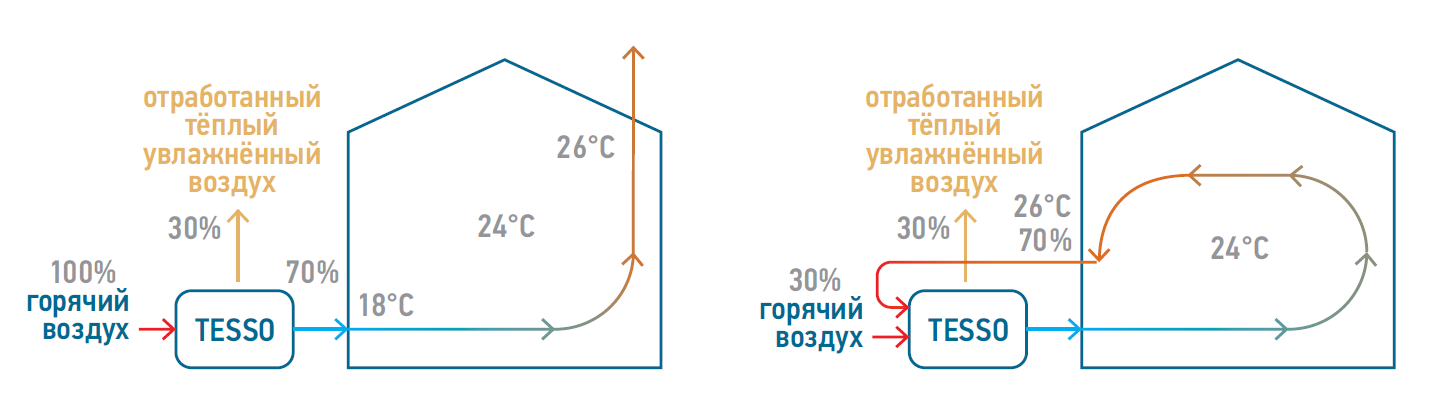 отработанный
тёплый
увлажнённый
воздух
30%
100%
горячий
воздух
TESSO
70%
18°C
24°C
26°C
отработанный
тёплый
увлажнённый
воздух
30%
26°C
70%
30%
горячий
воздух
TESSO
24°C